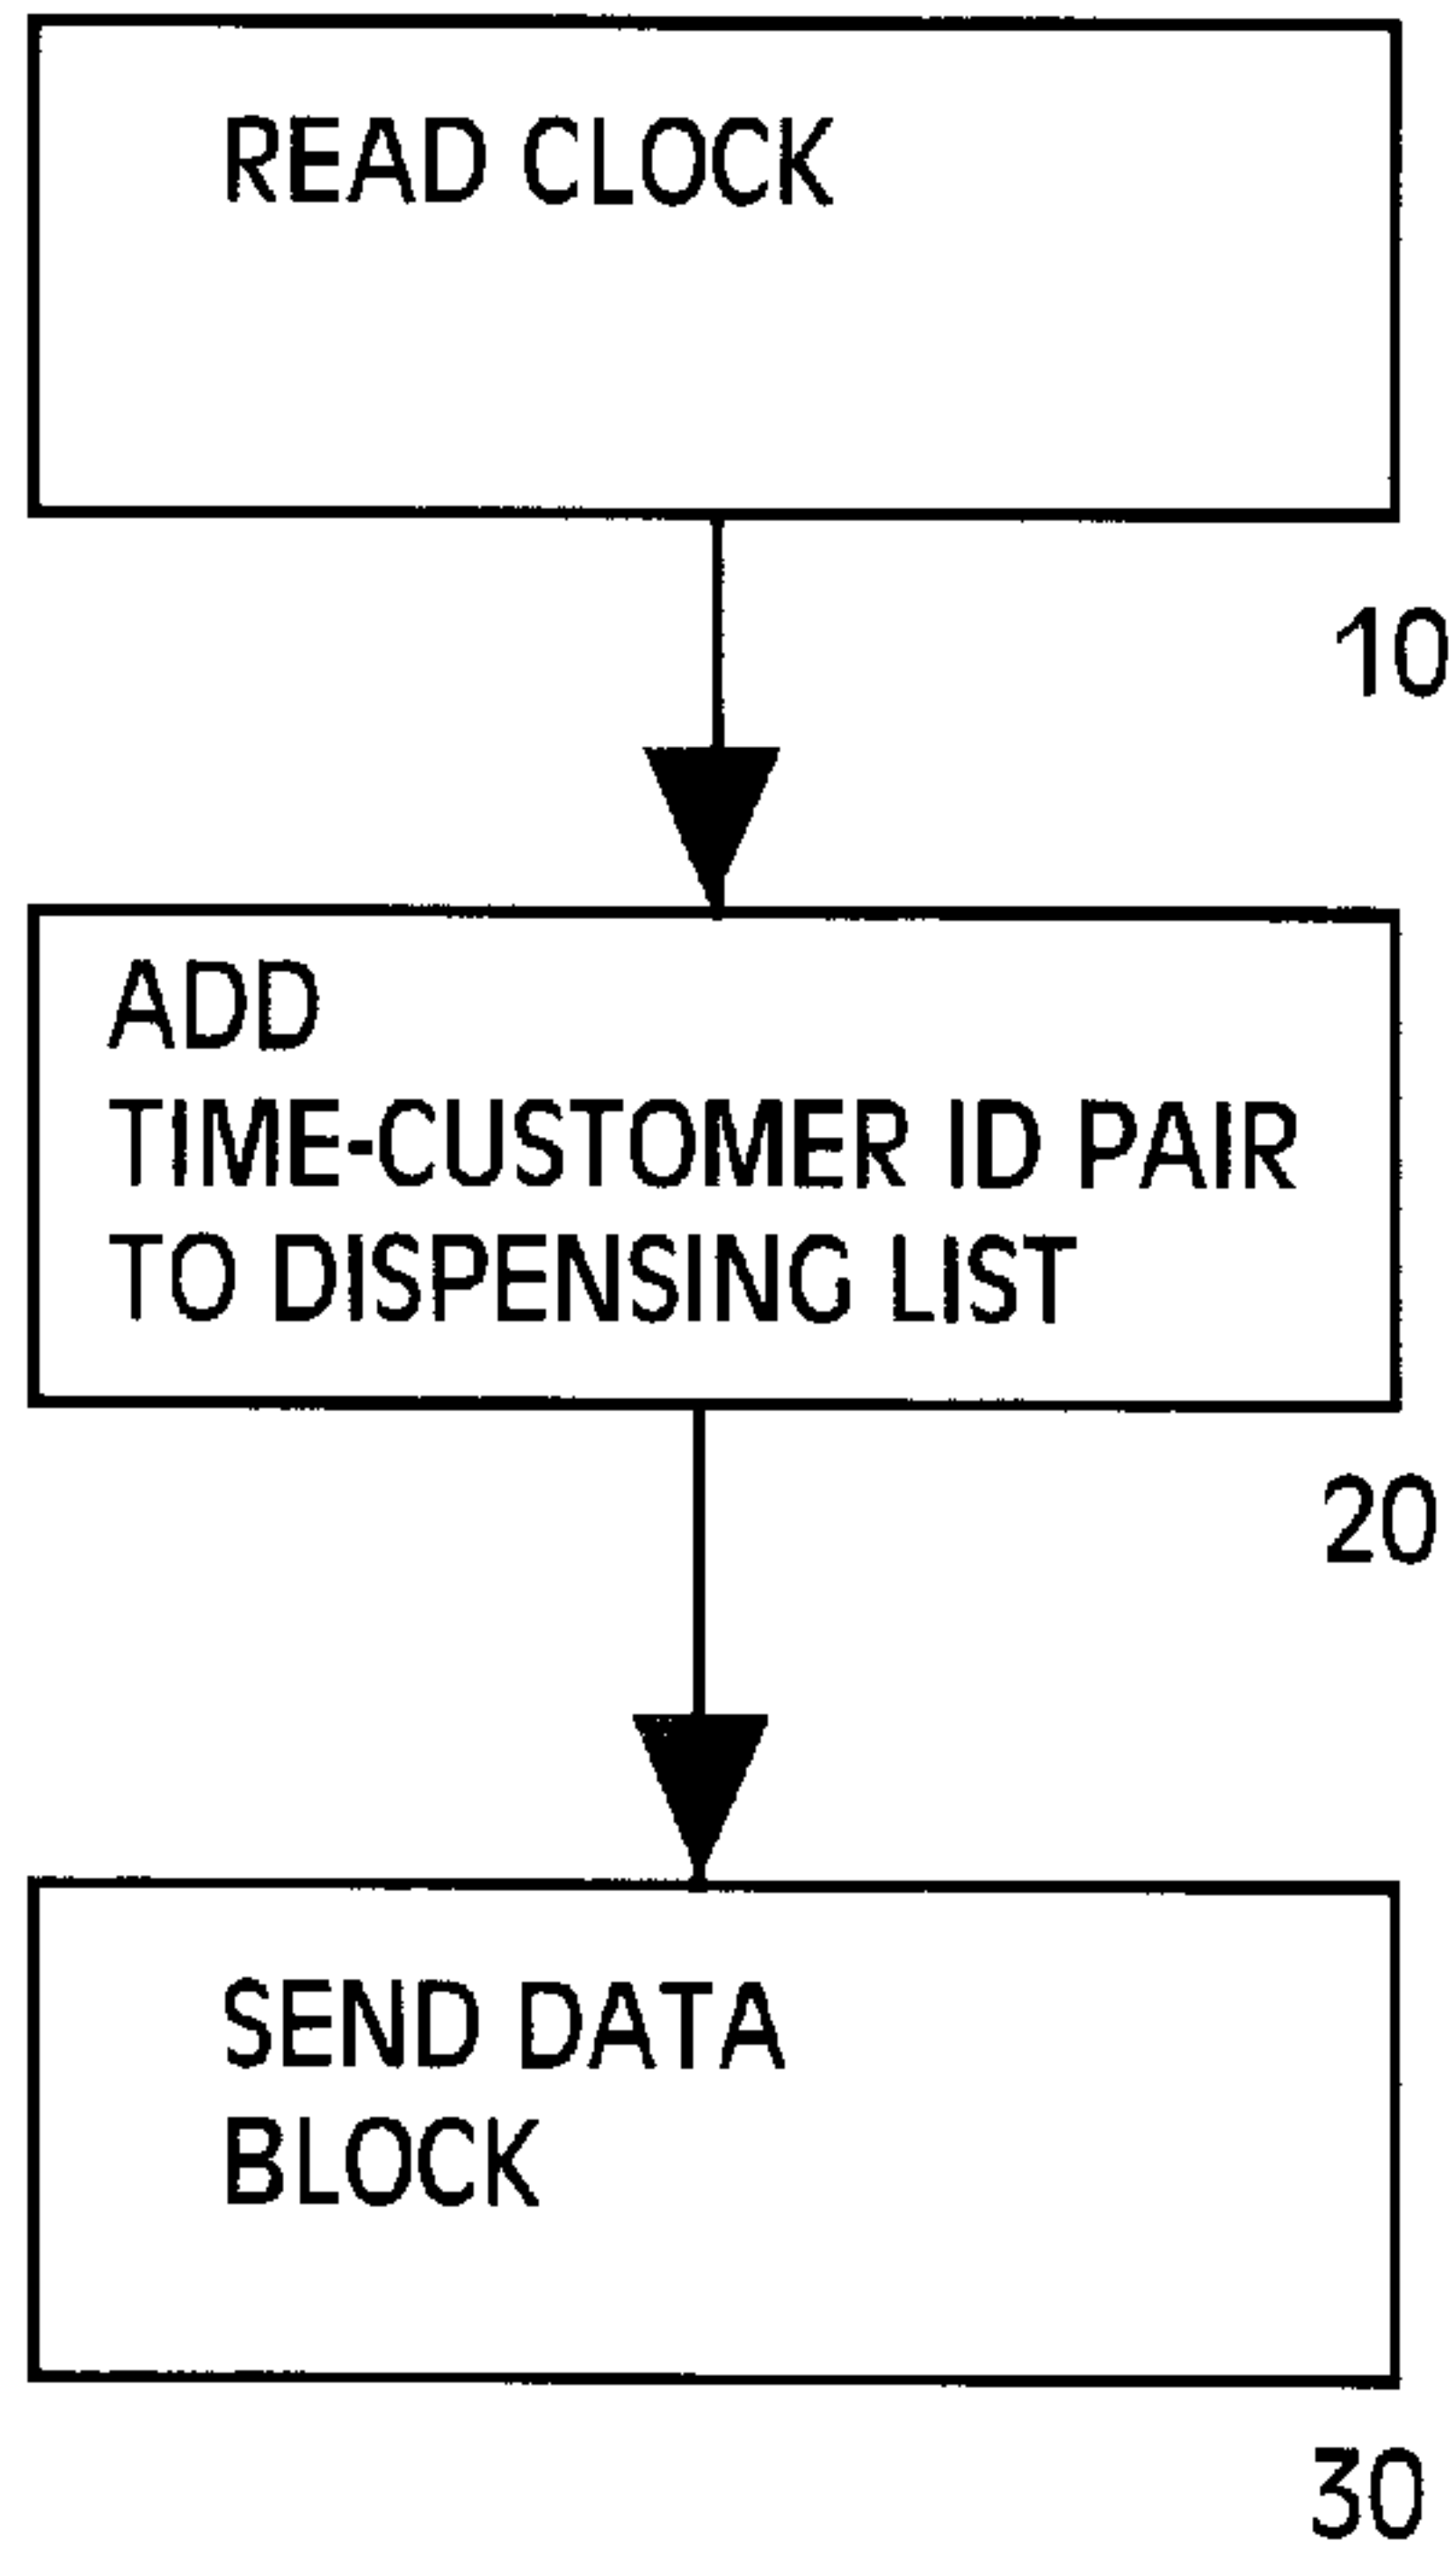 READ CLOCK
10
ADD
TIME-CUSTOMER ID PAIR
TO DISPENSING LIST
20
SEND DATA
BLOCK
30